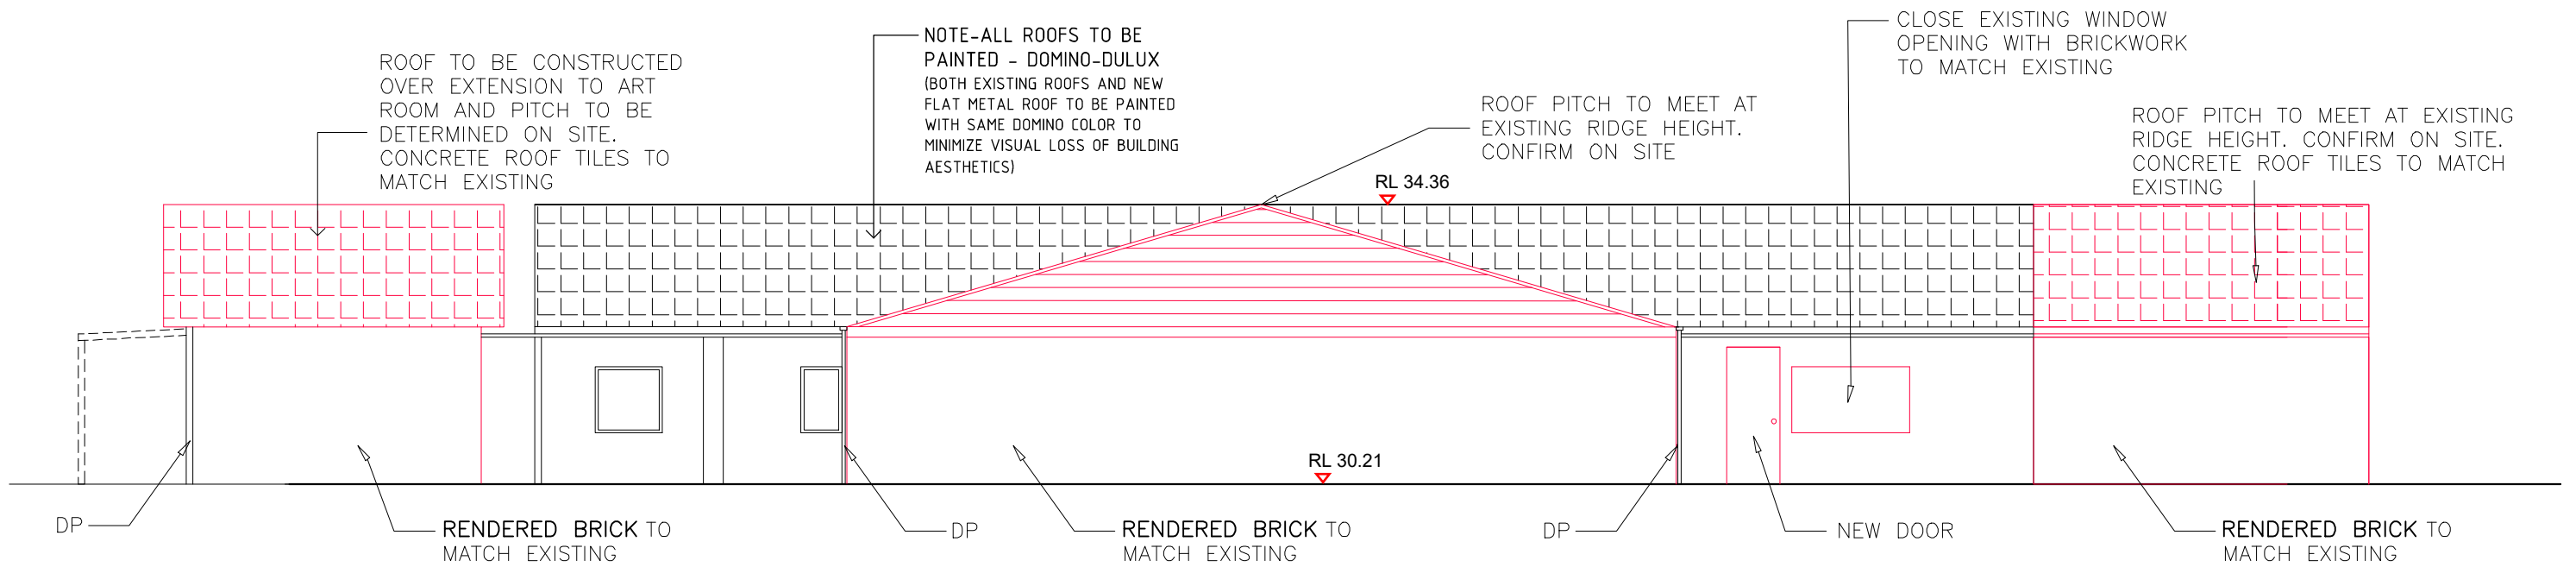 ROOF TO BE CONSTRUCTED
OVER EXTENSION TO ART
ROOM AND PITCH TO BE
DETERMINED ON SITE.
CONCRETE ROOF TILES TO
MATCH EXISTING
NOTE-ALL ROOFS TO BE
PAINTED - DOMINO-DULUX
(BOTH EXISTING ROOFS AND NEW
FLAT METAL ROOF TO BE PAINTED
WITH SAME DOMINO COLOR TO
MINIMIZE VISUAL LOSS OF BUILDING
AESTHETICS)
ROOF PITCH TO MEET AT
EXISTING RIDGE HEIGHT.
CONFIRM ON SITE
CLOSE EXISTING WINDOW
OPENING WITH BRICKWORK
TO MATCH EXISTING
ROOF PITCH TO MEET AT EXISTING
RIDGE HEIGHT. CONFIRM ON SITE.
CONCRETE ROOF TILES TO MATCH
EXISTING
RL 34.36
RL 30.21
DP
RENDERED BRICK TO
MATCH EXISTING
DP
RENDERED BRICK TO
MATCH EXISTING
DP
NEW DOOR
RENDERED BRICK TO
MATCH EXISTING